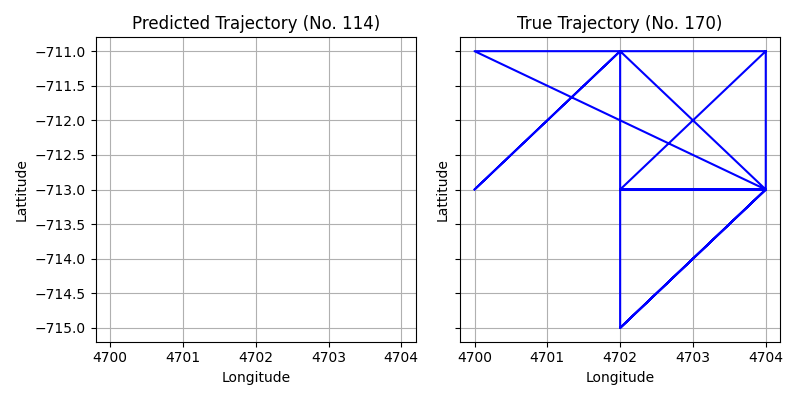 Predicted Trajectory (No. 114)
Lattitude
−711.0
−711.5
−712.0
−712.5
−713.0
−713.5
−714.0
−714.5
−715.0
4700 4701 4702 4703 4704
Longitude
True Trajectory (No. 170)
Lattitude
4700 4701 4702 4703 4704
Longitude